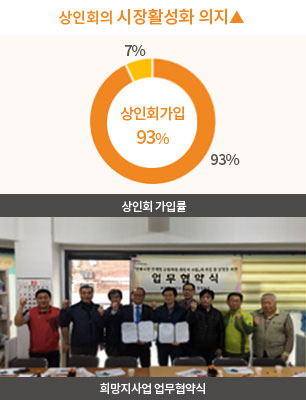 상인회의 시장활성화 의지▲
7%
상인회가입
93%
93%
상인회 가입률
업무협약식
희망지사업 업무협약식